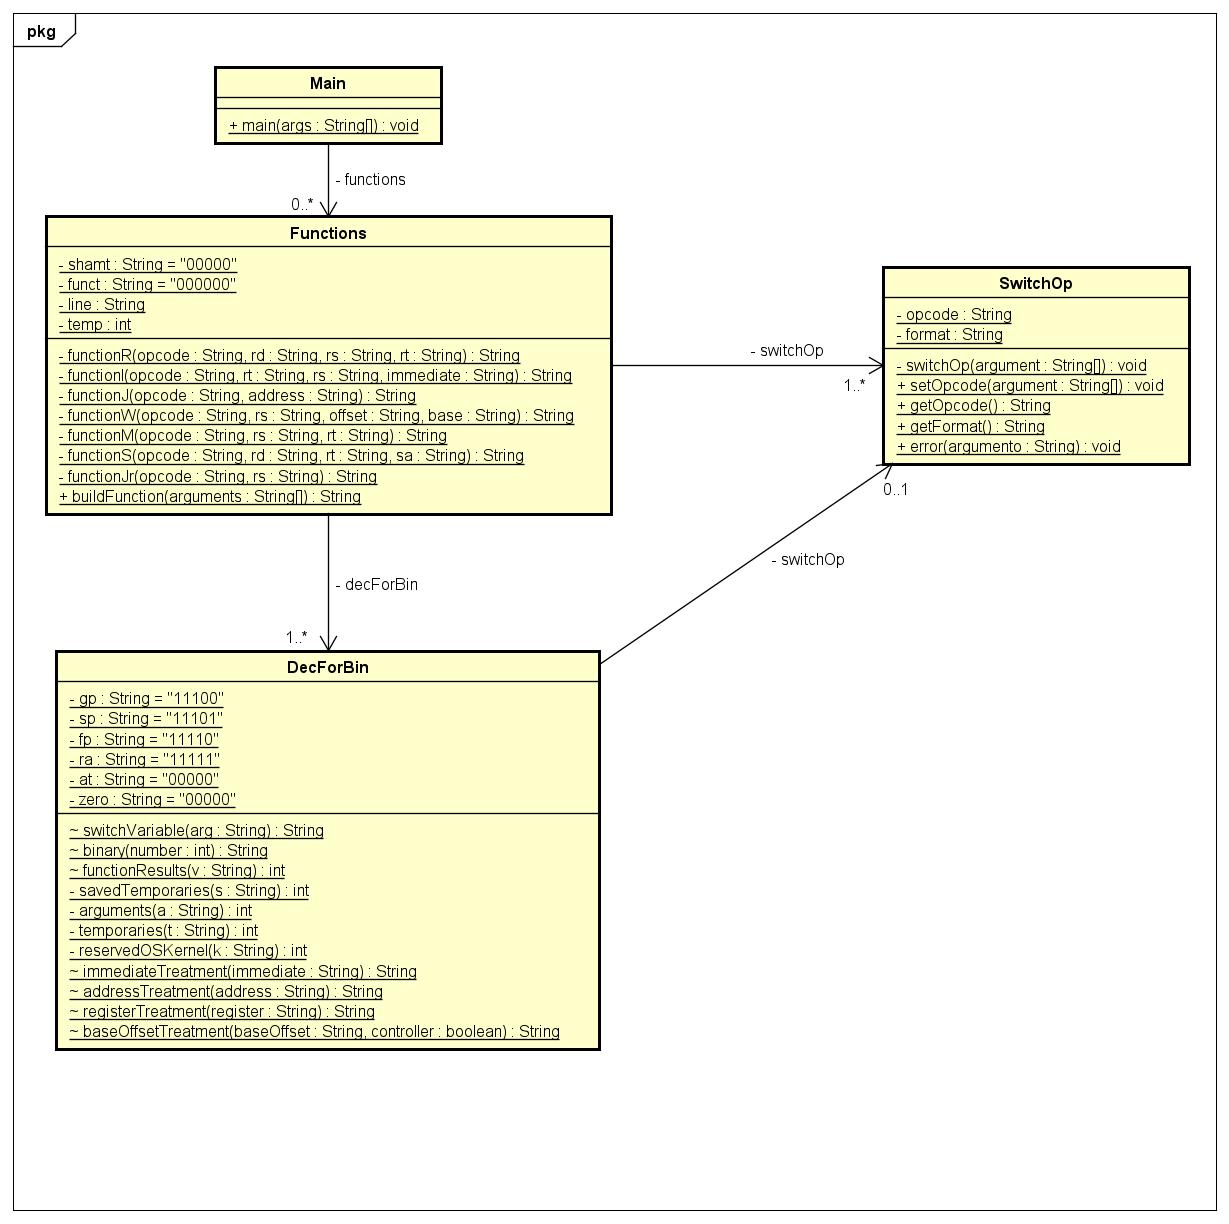 pkg
Main
+ main(args : String[]) : void
- functions
0..*
Functions
- shamt : String = "00000"
- funct : String = "000000"
- line : String
- temp : int
- functionR(opcode : String, rd : String, rs : String, rt : String) : String
- functionI(opcode : String, rt : String, rs : String, immediate : String) : String
- functionJ(opcode : String, address : String) : String
- functionW(opcode : String, rs : String, offset : String, base : String) : String
- functionM(opcode : String, rs : String, rt : String) : String
- functionS(opcode : String, rd : String, rt : String, sa : String) : String
- functionJr(opcode : String, rs : String) : String
+ buildFunction(arguments : String[]) : String
- switchOp
1..*
SwitchOp
- opcode : String
- format : String
- switchOp(argument : String[]) : void
+ setOpcode(argument : String[]) : void
+ getOpcode() : String
+ getFormat() : String
+ error(argumento : String) : void
0..1
- switchOp
- decForBin
1..*
DecForBin
- gp : String = "11100"
- sp : String = "11101"
- fp : String = "11110"
- ra : String = "11111"
- at : String = "00000"
- zero : String = "00000"
~ switchVariable(arg : String) : String
~ binary(number : int) : String
~ functionResults(v : String) : int
- savedTemporaries(s : String) : int
- arguments(a : String) : int
- temporaries(t : String) : int
- reservedOSKernel(k : String) : int
~ immediateTreatment(immediate : String) : String
~ addressTreatment(address : String) : String
~ registerTreatment(register : String) : String
~ baseOffsetTreatment(baseOffset : String, controller : boolean) : String